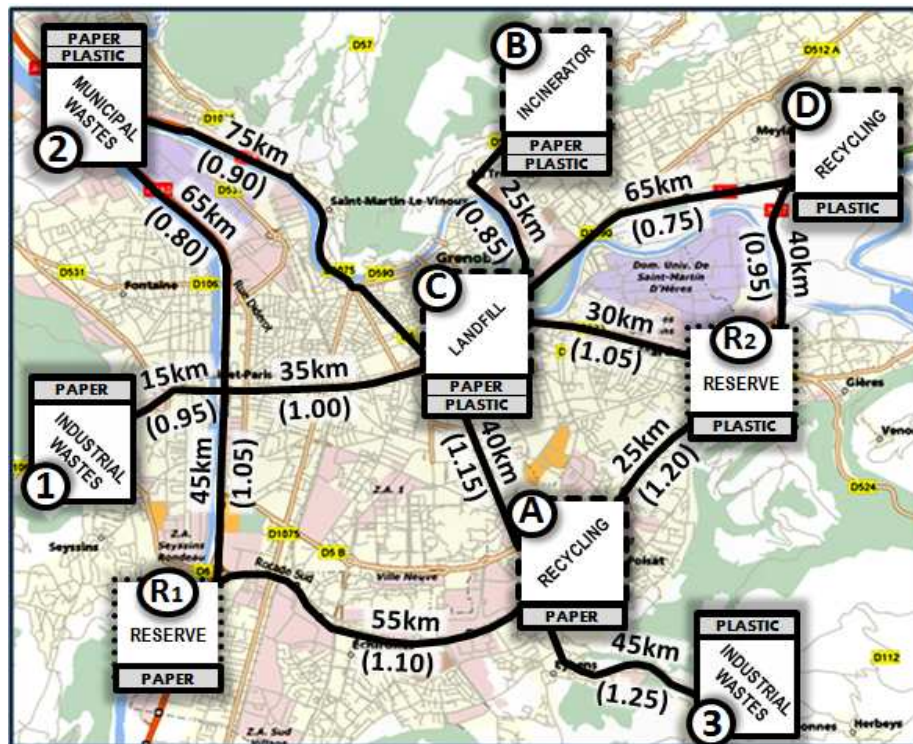 PAPER
PLASTIC
MUNICIPAL
WASTES
2
D57
B
INCINERATOR
PAPER
PLASTIC
D512 A
D
RECYCLING
PLASTIC
75km
(0.90)
65km
(0.80)
Saint-Martin-Le-Vinoux
25km
(0.85)
65km
(0.75)
40km
(0.95)
D531
Fontaine
D106
Rue Diderot
D590
C
LANDFILL
PAPER
PLASTIC
Dom. Univ. De
Saint-Martin
D'Hères
30km
(1.05)
R2
RESERVE
PLASTIC
Gières
PAPER
INDUSTRIAL
WASTES
1
15km
(0.95)
35km
(1.00)
45km
(1.05)
40km
(1.15)
25km
(1.20)
D524
Z.A. S
Seyssins
Z.A.
Seyssins
Rondeau
D1075
D5 B
Ville Neuve
A
RECYCLING
PAPER
R1
RESERVE
PAPER
Rocade Sud
55km
(1.10)
45km
(1.25)
PLASTIC
INDUSTRIAL
WASTES
3
D112
Herbeys
Z.A. Sud